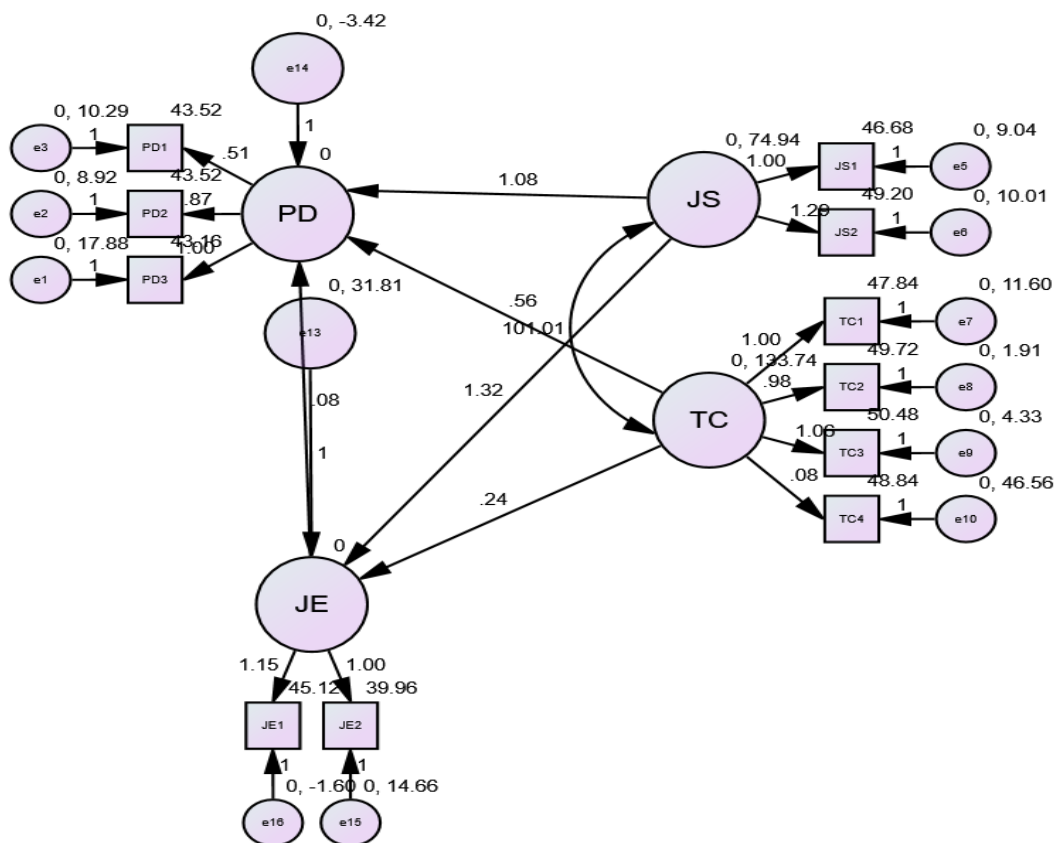 0, -3.42
e14
1
0
0, 10.29
e3
1
43.52
PD1
.51
0, 8.92
e2
1
43.52
PD2
.87
0, 17.88
e1
1
43.16
PD3
1.00
PD
1.08
JS
0, 74.94
1.00
46.68
JS1
1
0, 9.04
e5
1.29
49.20
JS2
1
0, 10.01
e6
0, 31.81
e13
.08
1
.56
101.01
1.32
.24
TC
0, 133.74
1.00
47.84
TC1
1
0, 11.60
e7
.98
49.72
TC2
1
0, 1.91
e8
1.06
50.48
TC3
1
0, 4.33
e9
.08
48.84
TC4
1
0, 46.56
e10
0
JE
1.15
1.00
45.12
39.96
JE1
JE2
1
1
0, -1.60
0, 14.66
e16
e15